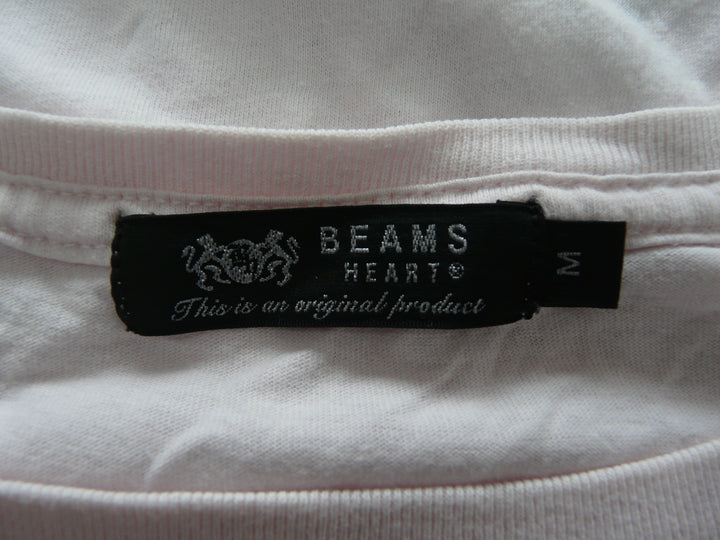 BEAMS
HEART®
This is an original product
M